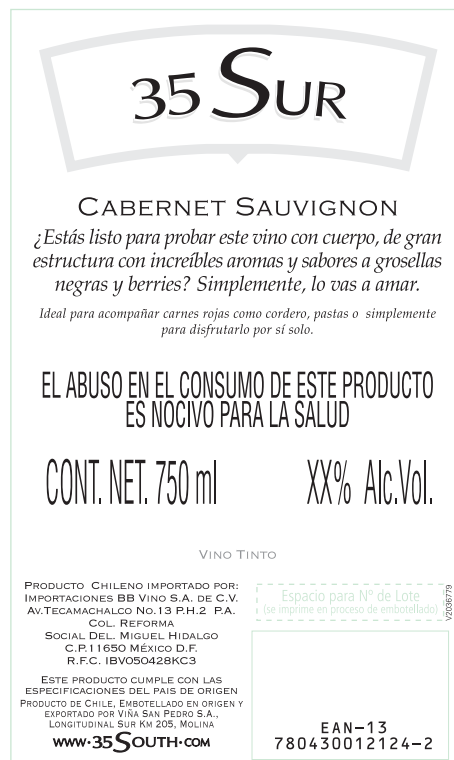 35 SUR
CABERNET SAUVIGNON
¿Estás listo para probar este vino con cuerpo, de gran
estructura con increíbles aromas y sabores a grosellas
negras y berries? Simplemente, lo vas a amar.
Ideal para acompañar carnes rojas como cordero, pastas o simplemente
para disfrutarlo por sí solo.
EL ABUSO EN EL CONSUMO DE ESTE PRODUCTO
ES NOCIVO PARA LA SALUD
CONT. NET. 750 ml XX% Alc.Vol.
VINO TINTO
PRODUCTO CHILENO IMPORTADO POR:
IMPORTACIONES BB VINO S.A. DE C.V.
AV.TECAMACHALCO NO.13 P.H.2 P.A.
COL. REFORMA
SOCIAL DEL. MIGUEL HIDALGO
C.P.11650 MÉXICO D.F.
R.F.C. IBV050428KC3
ESTE PRODUCTO CUMPLE CON LAS
ESPECIFICACIONES DEL PAIS DE ORIGEN
PRODUCTO DE CHILE, EMBOTELLADO EN ORIGEN Y
EXPORTADO POR VIÑA SAN PEDRO S.A.,
LONGITUDINAL SUR KM 205, MOLINA
WWW·35SOUTH·COM
Espacio para Nº de Lote
(se imprime en proceso de embotellado)
V2036779
EAN-13
780430012124-2